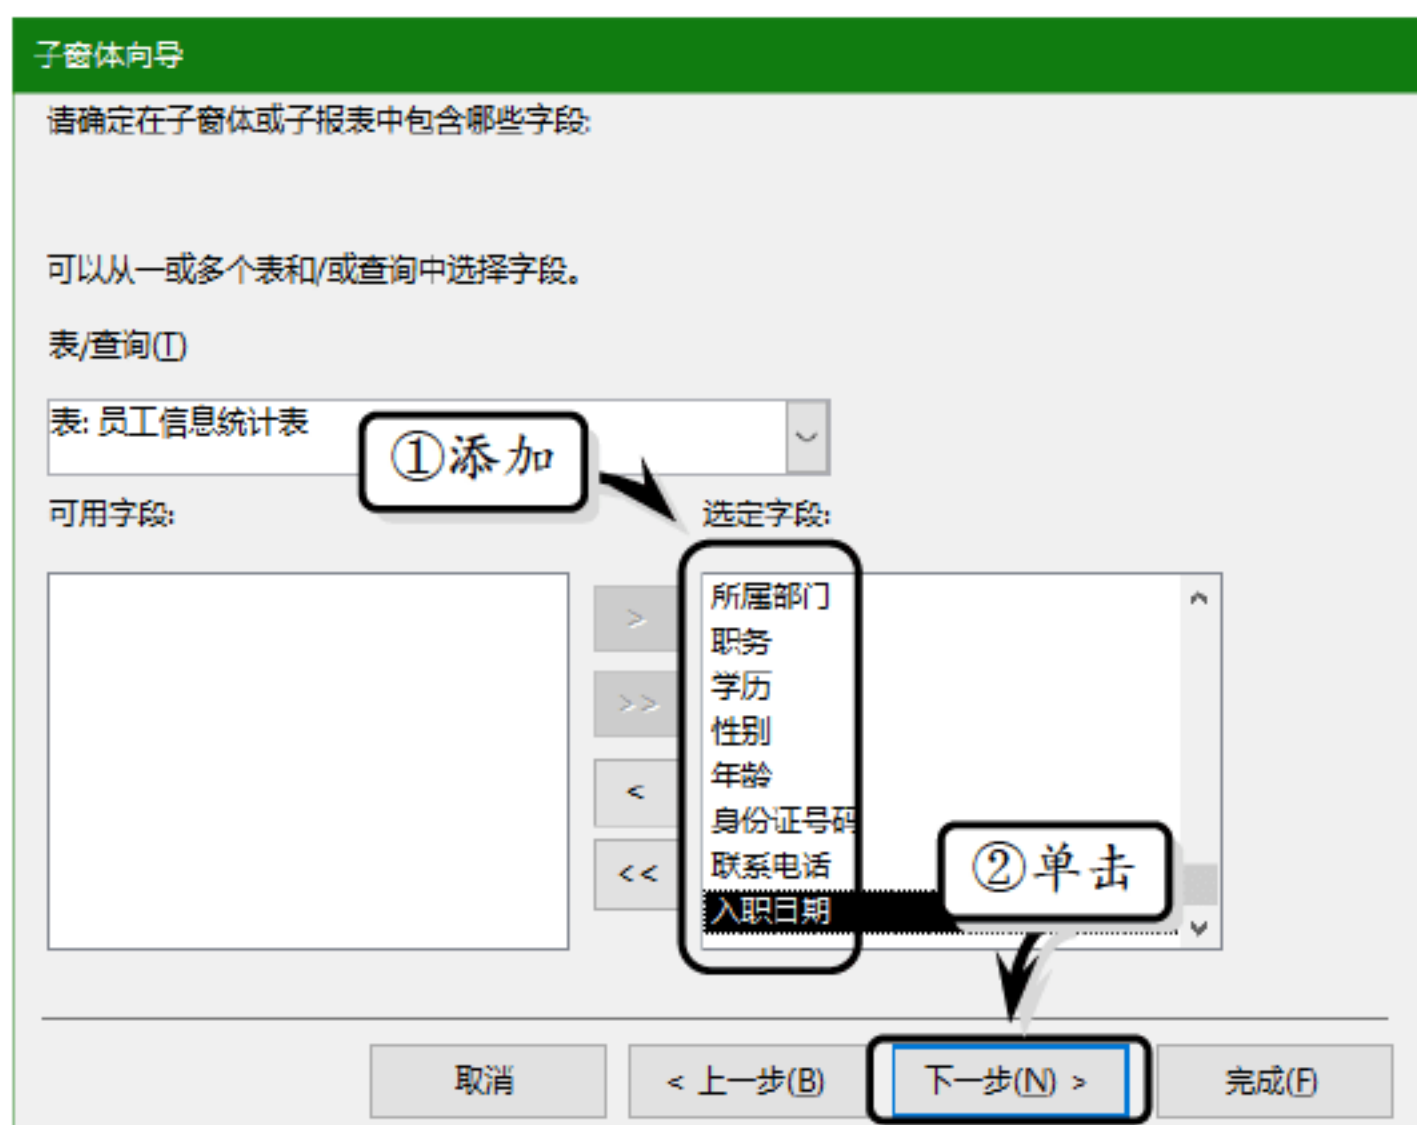 子窗体向导
请确定在子窗体或子报表中包含哪些字段:
可以从一或多个表和/或查询中选择字段。
表/查询(T)
表: 员工信息统计表
①添加
可用字段:
选定字段:
>
>>
<
<<
所属部门
职务
学历
性别
年龄
身份证号码
联系电话
入职日期
②单击
取消
< 上一步(B)
下一步(N) >
完成(F)